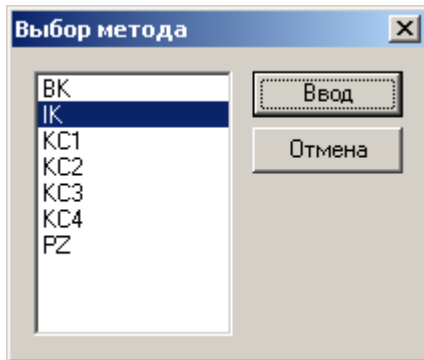 Выбор метода
BK
IK
KC1
KC2
KC3
KC4
PZ
Ввод
Отмена